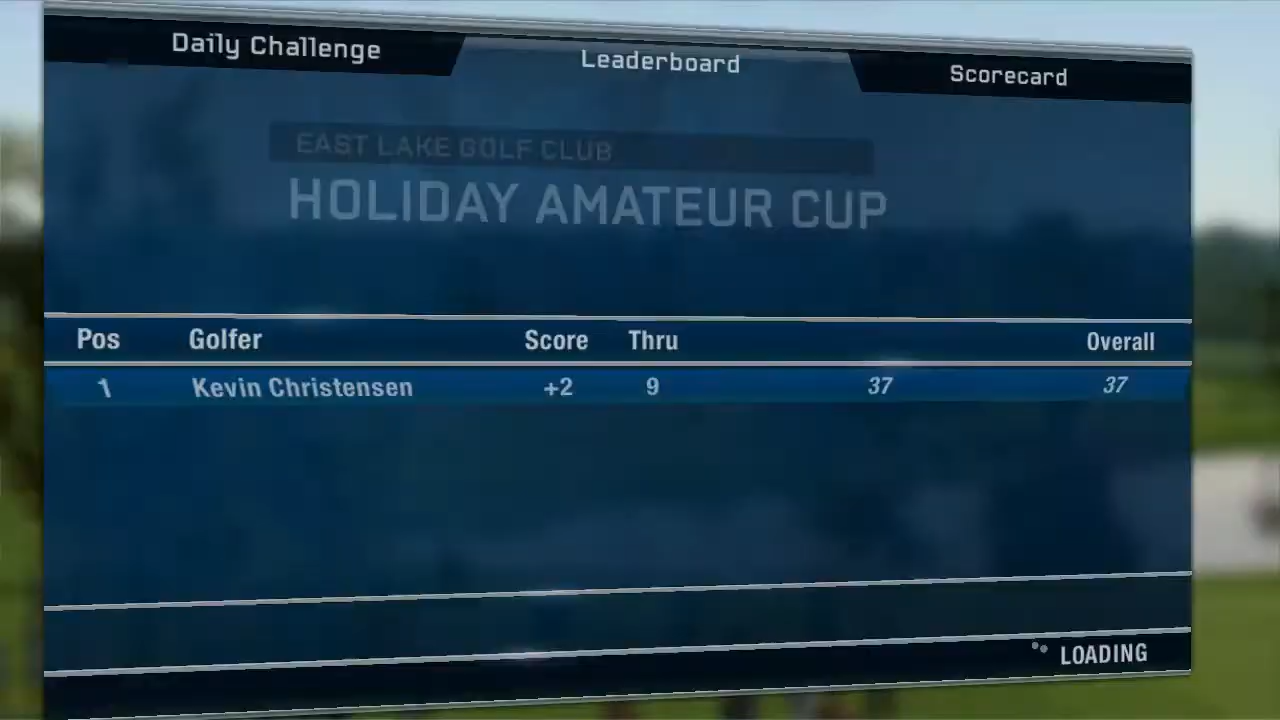 Daily Challenge
Leaderboard
Scorecard
EAST LAKE GOLF CLUB
HOLIDAY AMATEUR CUP
Pos Golfer Score Thru Overall
1 Kevin Christensen +2 9 37 37
LOADING